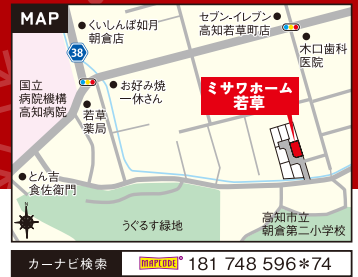 MAP
くいしんぼ如月
朝倉店
セブン-イレブン
高知若草町店
38
木口歯科
医院
国立
病院機構
高知病院
お好み焼
一休さん
ミサワホーム
若草
若草
薬局
とん吉
食佐衛門
N
うぐるす緑地
高知市立
朝倉第二小学校
カーナビ検索 MAPCODE® 181 748 596*74